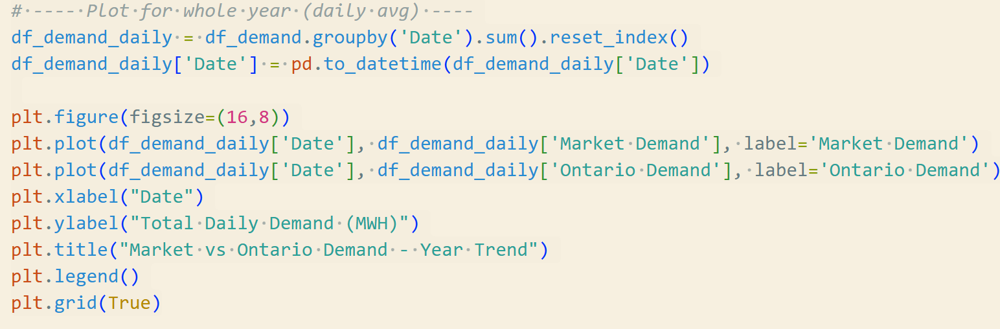 # ---- Plot for whole year (daily avg) ----
df_demand_daily = df_demand.groupby('Date').sum().reset_index()
df_demand_daily['Date'] = pd.to_datetime(df_demand_daily['Date'])
plt.figure(figsize=(16,8))
plt.plot(df_demand_daily['Date'], df_demand_daily['Market Demand'], label='Market Demand')
plt.plot(df_demand_daily['Date'], df_demand_daily['Ontario Demand'], label='Ontario Demand')
plt.xlabel("Date")
plt.ylabel("Total Daily Demand (MWH)")
plt.title("Market vs Ontario Demand - Year Trend")
plt.legend()
plt.grid(True)